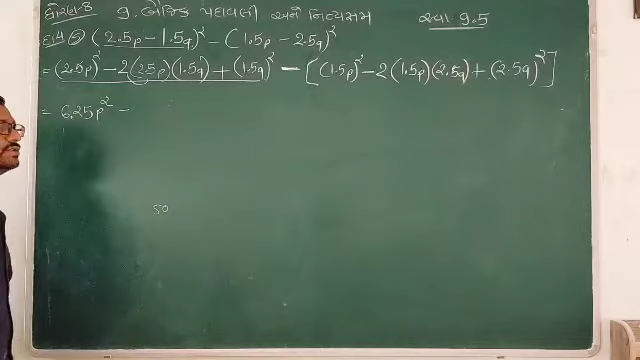 ધોરણ-8 9. બૈજિક પદાવલી અને નિત્યસમ સ્વા 9.5
દા 4 ② (2.5p-1.5q)² - (1.5p-2.5q)²
= (2.5p)² - 2(2.5p)(1.5q) + (1.5q)² - [(1.5p)² - 2(1.5p)(2.5q) + (2.5q)²]
= 6.25p² -
50